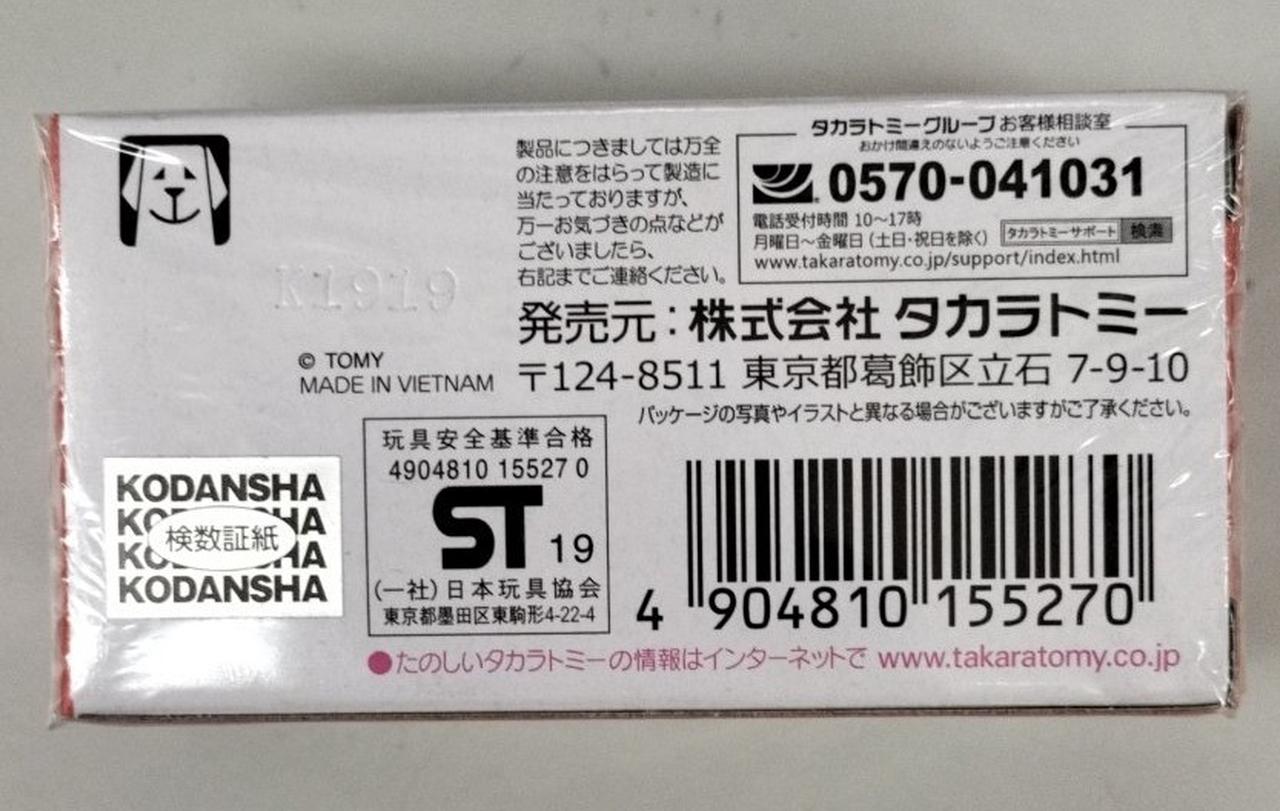 製品につきましては万全
の注意をはらって製造に
当たっておりますが、
万一お気づきの点などが
ございましたら、
右記までご連絡ください。
タカラトミーグループ お客様相談室
おかけ間違えのないようご注意ください
0570-041031
電話受付時間 10～17時
月曜日～金曜日 (土日・祝日を除く)
タカラトミーサポート 検索
www.takaratomy.co.jp/support/index.html
K1919
発売元：株式会社 タカラトミー
© TOMY
MADE IN VIETNAM
〒124-8511 東京都葛飾区立石 7-9-10
パッケージの写真やイラストと異なる場合がございますがご了承ください。
KODANSHA
KODANSHA
検数証紙
KODANSHA
KODANSHA
玩具安全基準合格
4904810 15527 0
ST 19
(一社)日本玩具協会
東京都墨田区東駒形4-22-4
4 904810 155270
●たのしいタカラトミーの情報はインターネットで www.takaratomy.co.jp